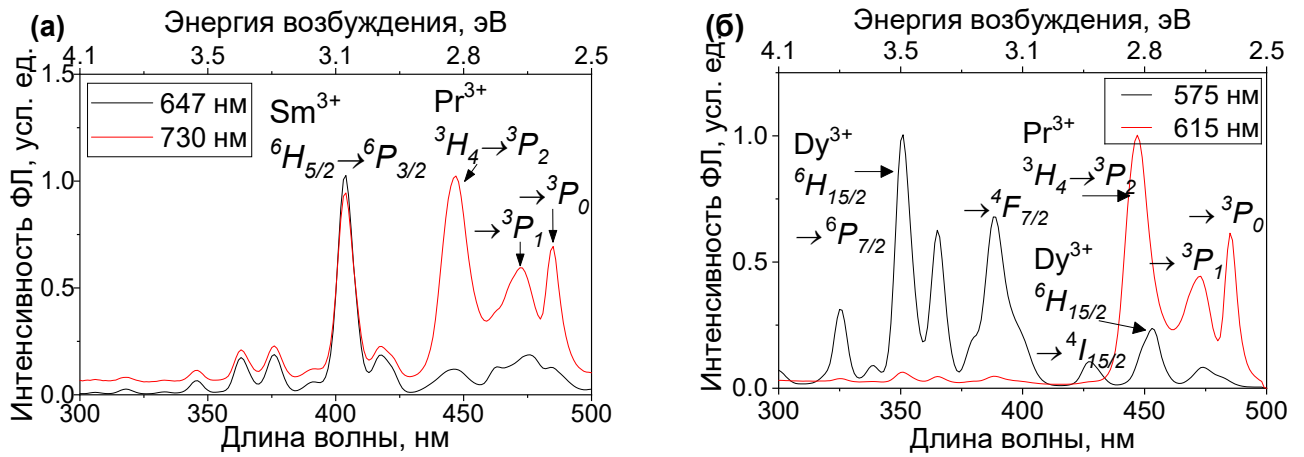 (а)
Энергия возбуждения, эВ
4.1 3.5 3.1 2.8 2.5
Интенсивность ФЛ, усл. ед.
1.5
1.0
0.5
0.0
647 нм
730 нм
Sm³⁺
⁶H₅/₂→⁶P₃/₂
Pr³⁺
³H₄→³P₂
→³P₁
→³P₀
300 350 400 450 500
Длина волны, нм
(б)
Энергия возбуждения, эВ
4.1 3.5 3.1 2.8 2.5
Интенсивность ФЛ, усл. ед.
1.0
0.5
0.0
575 нм
615 нм
Dy³⁺
⁶H₁₅/₂
→⁶P₇/₂
→⁴F₇/₂
Pr³⁺
³H₄→³P₂
→³P₁
→³P₀
Dy³⁺
⁶H₁₅/₂
→⁴I₁₅/₂
300 350 400 450 500
Длина волны, нм